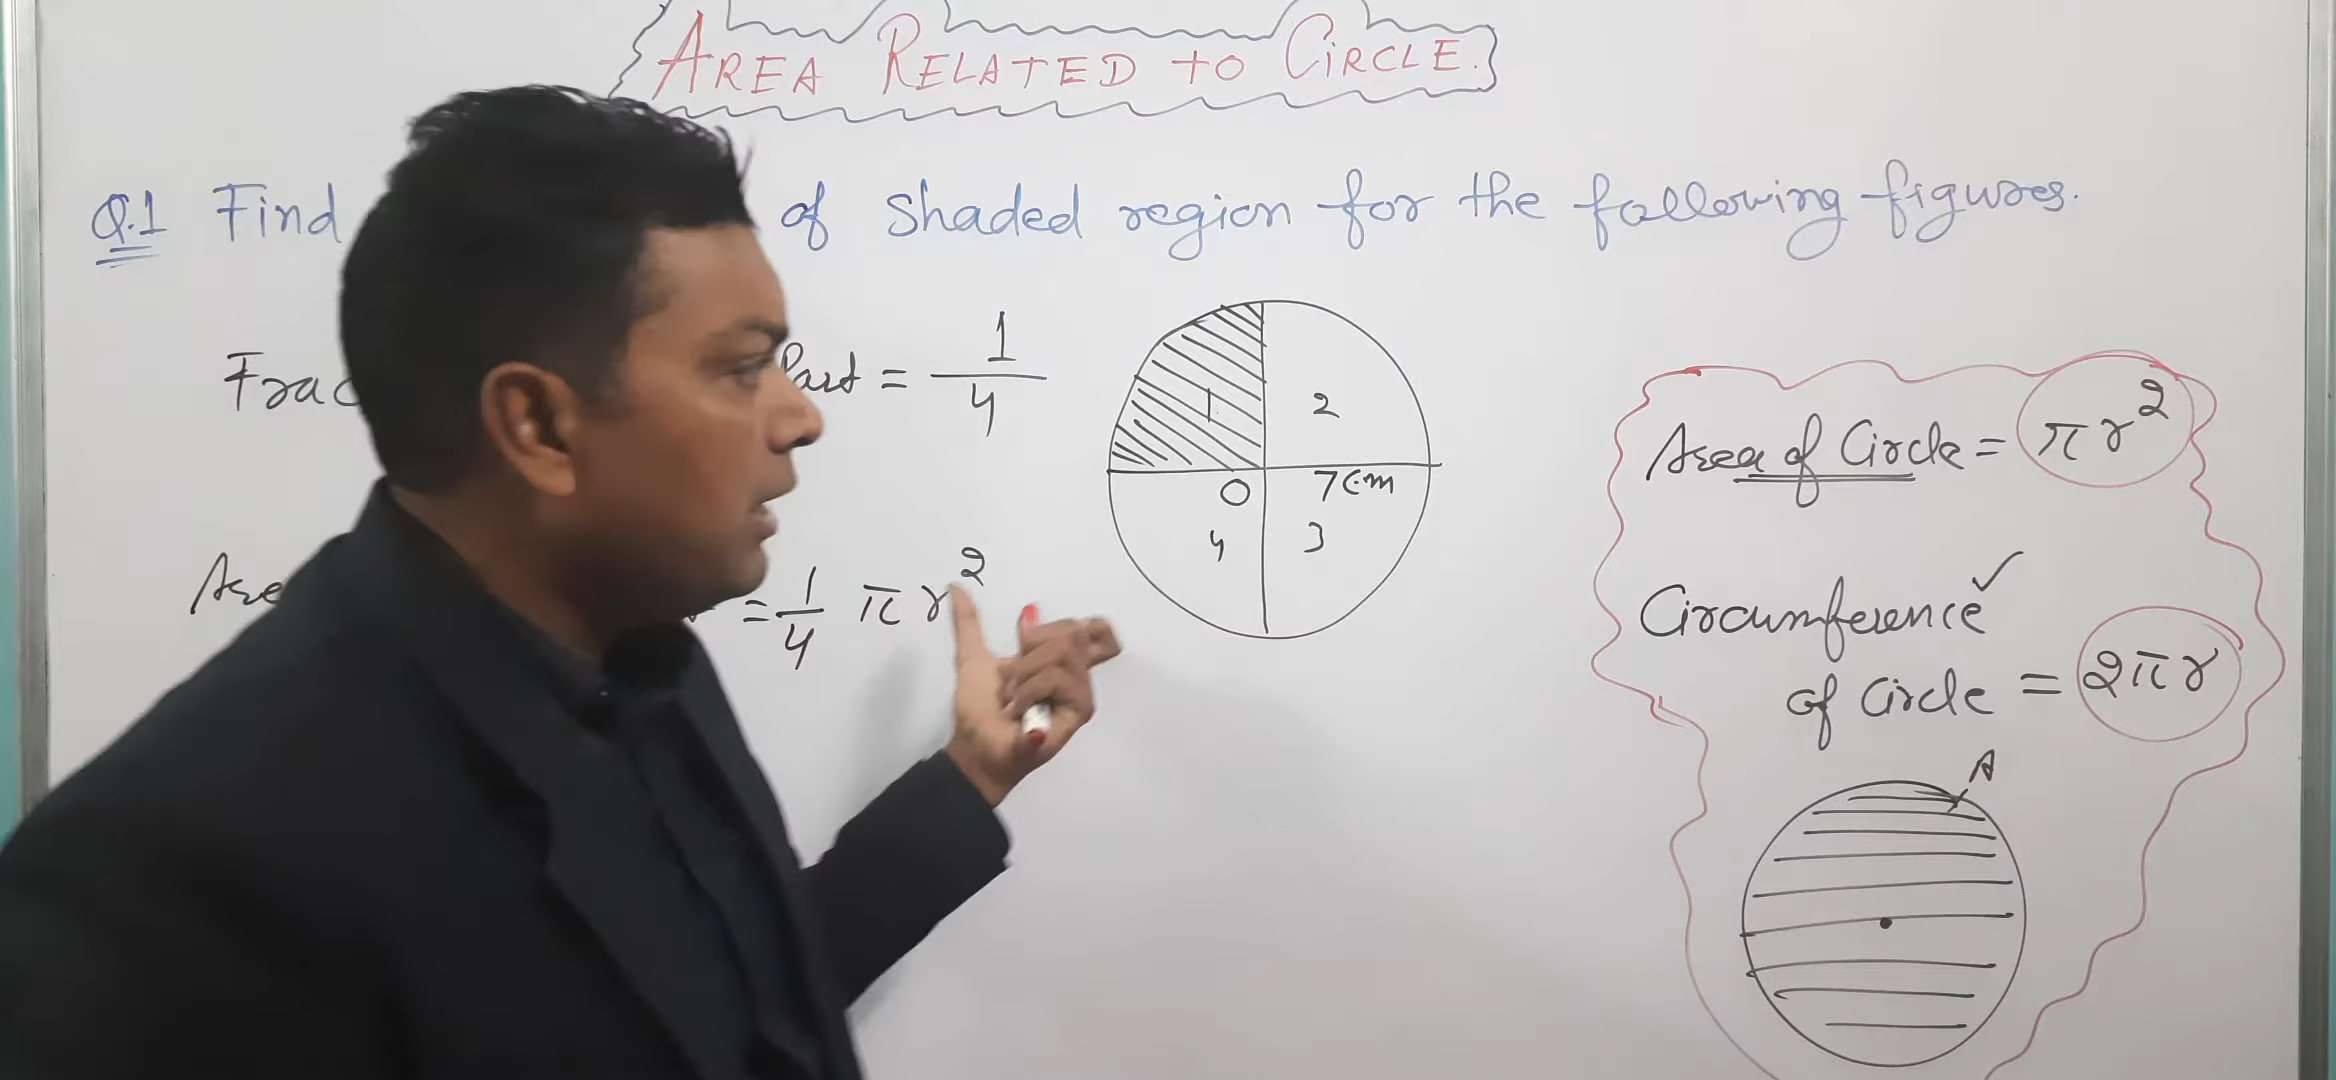 AREA RELATED TO CIRCLE.
Q.1 Find of shaded region for the following figures.
Part = 1/4
1
2
O
7cm
4
3
= 1/4 πr²
Area of Circle = πr²
Circumference ✓
of Circle = 2πr
A